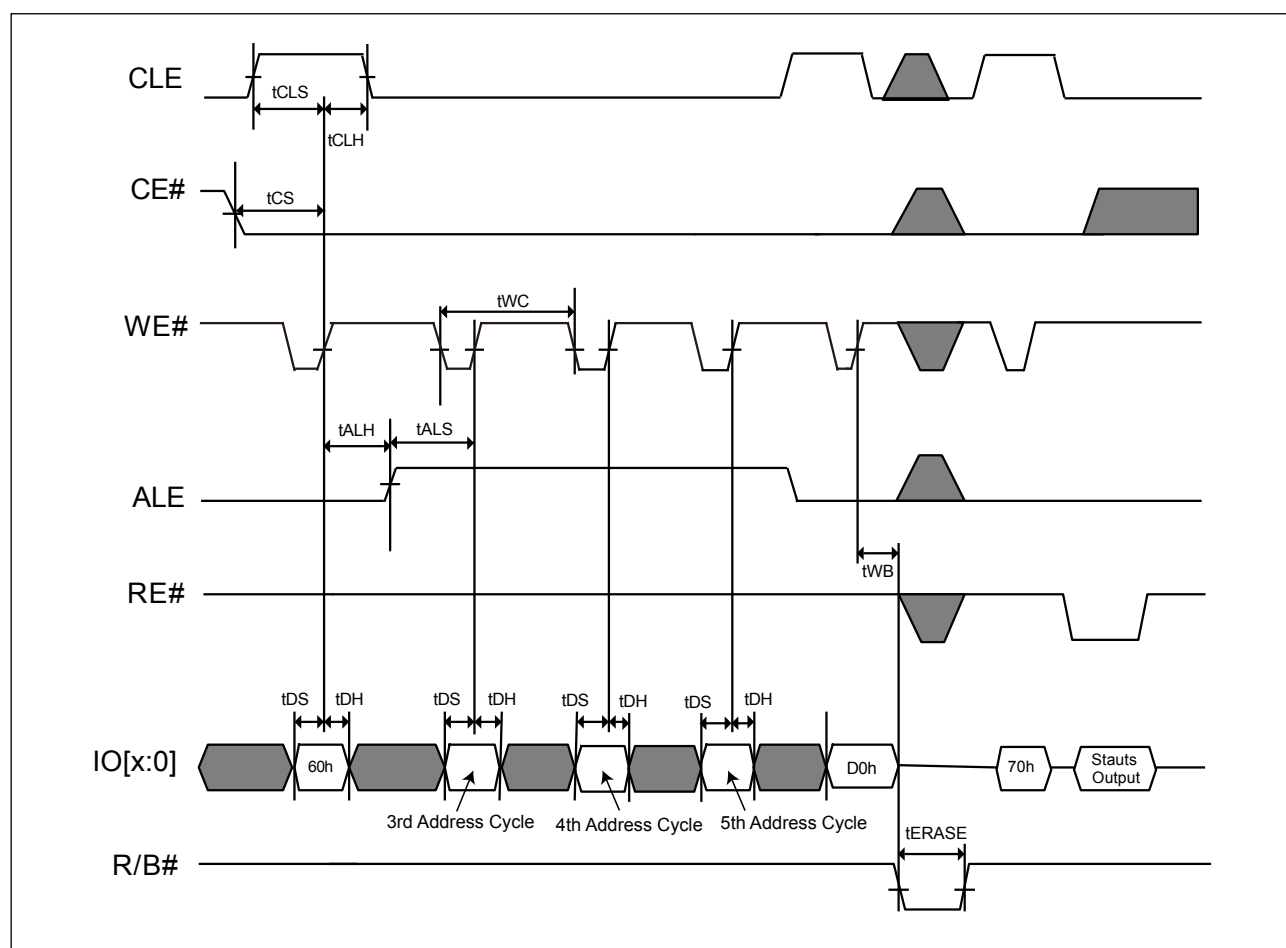 CLE
tCLS
tCLH
CE#
tCS
WE#
tWC
tALH
tALS
ALE
tWB
RE#
tDS
tDH
tDS
tDH
tDS
tDH
tDS
tDH
IO[x:0]
60h
D0h
70h
Stauts
Output
3rd Address Cycle
4th Address Cycle
5th Address Cycle
tERASE
R/B#